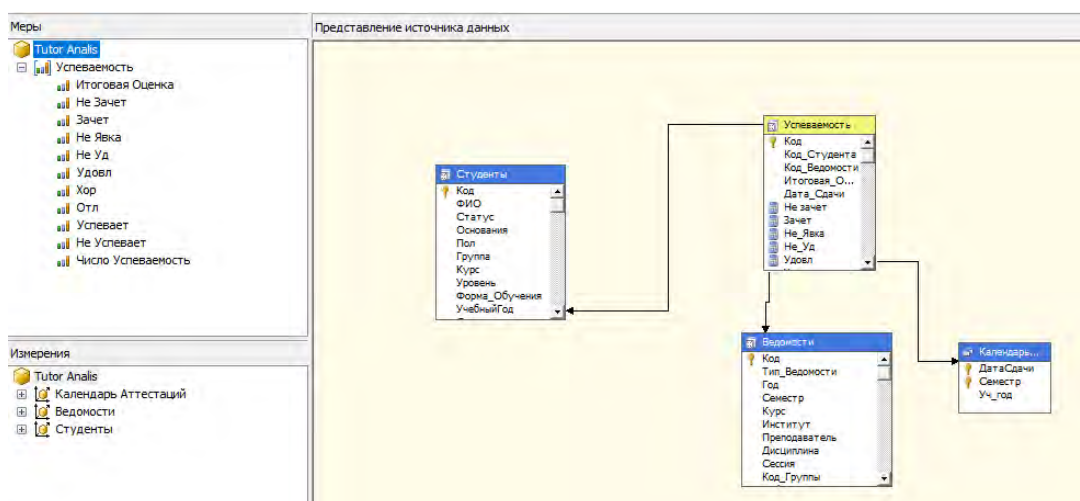 Меры
Tutor Analis
Успеваемость
Итоговая Оценка
Не Зачет
Зачет
Не Явка
Не Уд
Удовл
Хор
Отл
Успевает
Не Успевает
Число Успеваемость
Измерения
Tutor Analis
Календарь Аттестаций
Ведомости
Студенты
Представление источника данных
Студенты
Код
ФИО
Статус
Основания
Пол
Группа
Курс
Уровень
Форма_Обучения
УчебныйГод
Успеваемость
Код
Код_Студента
Код_Ведомости
Итоговая_О...
Дата_Сдачи
Не зачет
Зачет
Не_Явка
Не_Уд
Удовл
Ведомости
Код
Тип_Ведомости
Год
Семестр
Курс
Институт
Преподаватель
Дисциплина
Сессия
Код_Группы
Календарь...
ДатаСдачи
Семестр
Уч_год